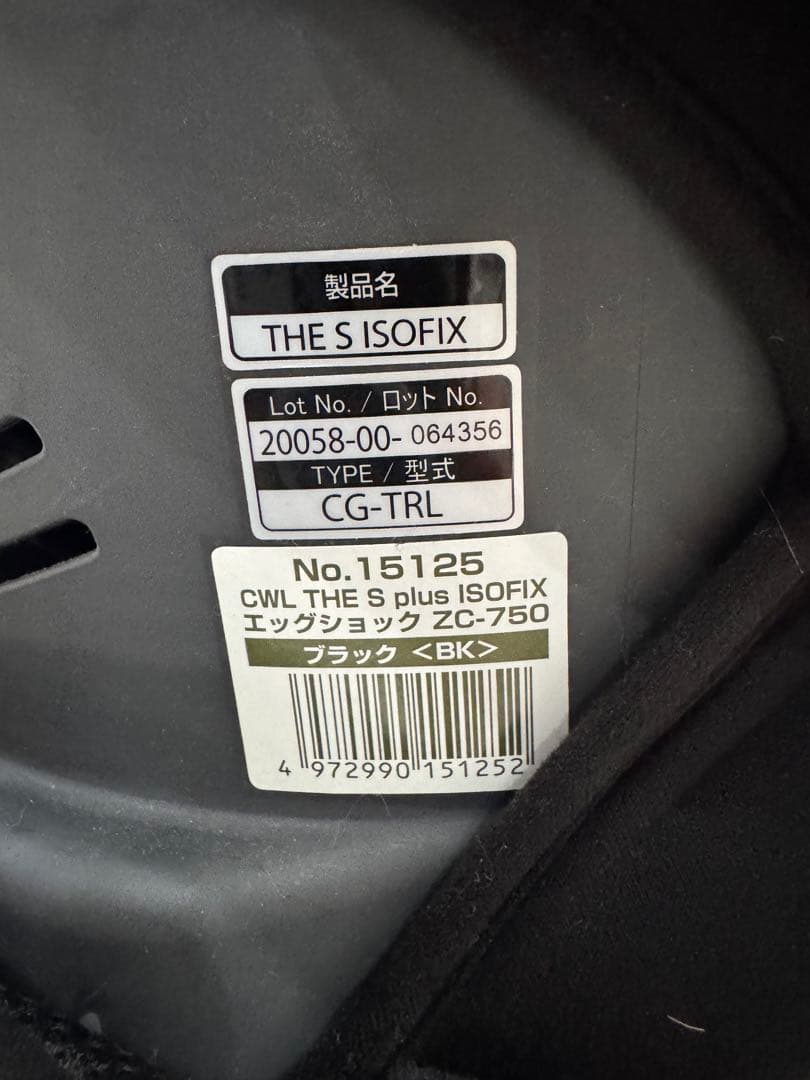 製品名
THE S ISOFIX
Lot No. / ロット No.
20058-00- 064356
TYPE / 型式
CG-TRL
No.15125
CWL THE S plus ISOFIX
エッグショック ZC-750
ブラック <BK>
4 972990 151252